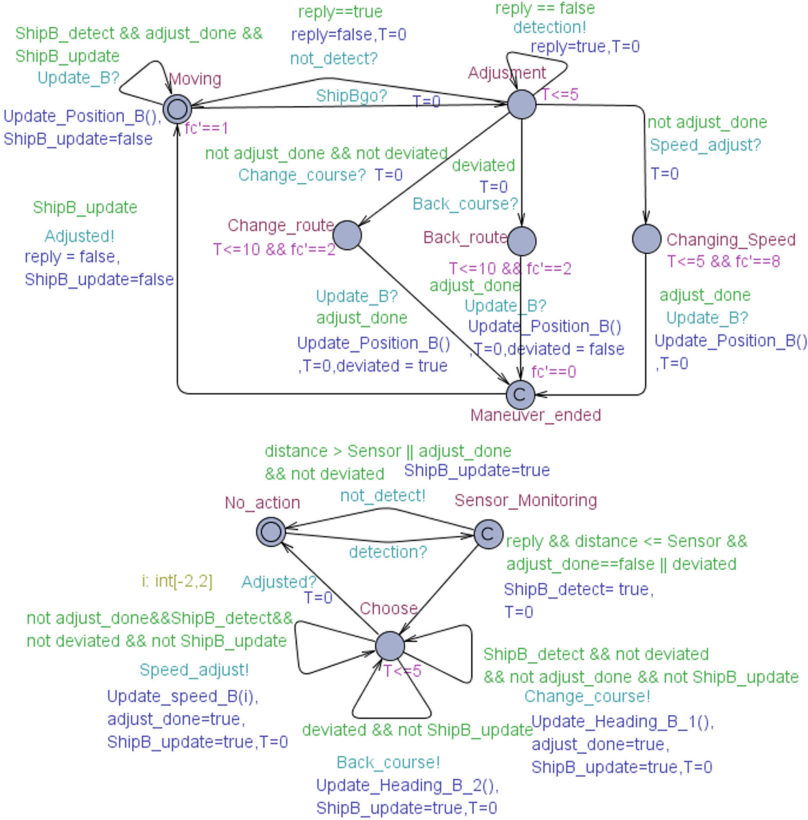 reply==true
reply=false,T=0
not_detect?
reply == false
detection!
reply=true,T=0
ShipB_detect && adjust_done &&
ShipB_update
Update_B?
Moving
Adjusment
T<=5
ShipBgo?
T=0
Update_Position_B(),
ShipB_update=false
fc'==1
not adjust_done
Speed_adjust?
T=0
not adjust_done && not deviated
Change_course? T=0
deviated
T=0
Back_course?
ShipB_update
Adjusted!
reply = false,
ShipB_update=false
Change_route
T<=10 && fc'==2
Back_route
T<=10 && fc'==2
Changing_Speed
T<=5 && fc'==8
Update_B?
adjust_done
Update_Position_B()
,T=0,deviated = true
adjust_done
Update_B?
Update_Position_B()
,T=0,deviated = false
fc'==0
adjust_done
Update_B?
Update_Position_B()
,T=0
C
Maneuver_ended
distance > Sensor || adjust_done
&& not deviated
ShipB_update=true
No_action
not_detect!
Sensor_Monitoring
C
detection?
reply && distance <= Sensor &&
adjust_done==false || deviated
ShipB_detect= true,
T=0
i: int[-2,2]
Adjusted?
T=0
Choose
T<=5
not adjust_done&&ShipB_detect&&
not deviated && not ShipB_update
Speed_adjust!
Update_speed_B(i),
adjust_done=true,
ShipB_update=true,T=0
ShipB_detect && not deviated
&& not adjust_done && not ShipB_update
Change_course!
Update_Heading_B_1(),
adjust_done=true,
ShipB_update=true,T=0
deviated && not ShipB_update
Back_course!
Update_Heading_B_2(),
ShipB_update=true,T=0